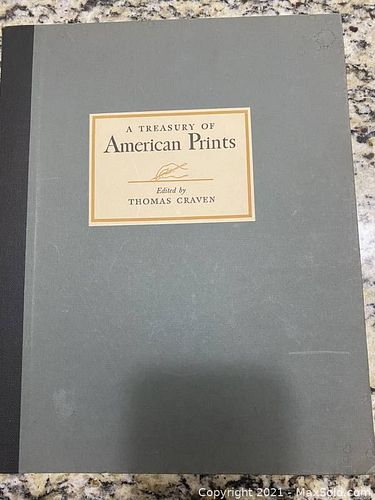 A TREASURY OF
American Prints
Edited by
THOMAS CRAVEN
Copyright 2021 - MaxSold.com